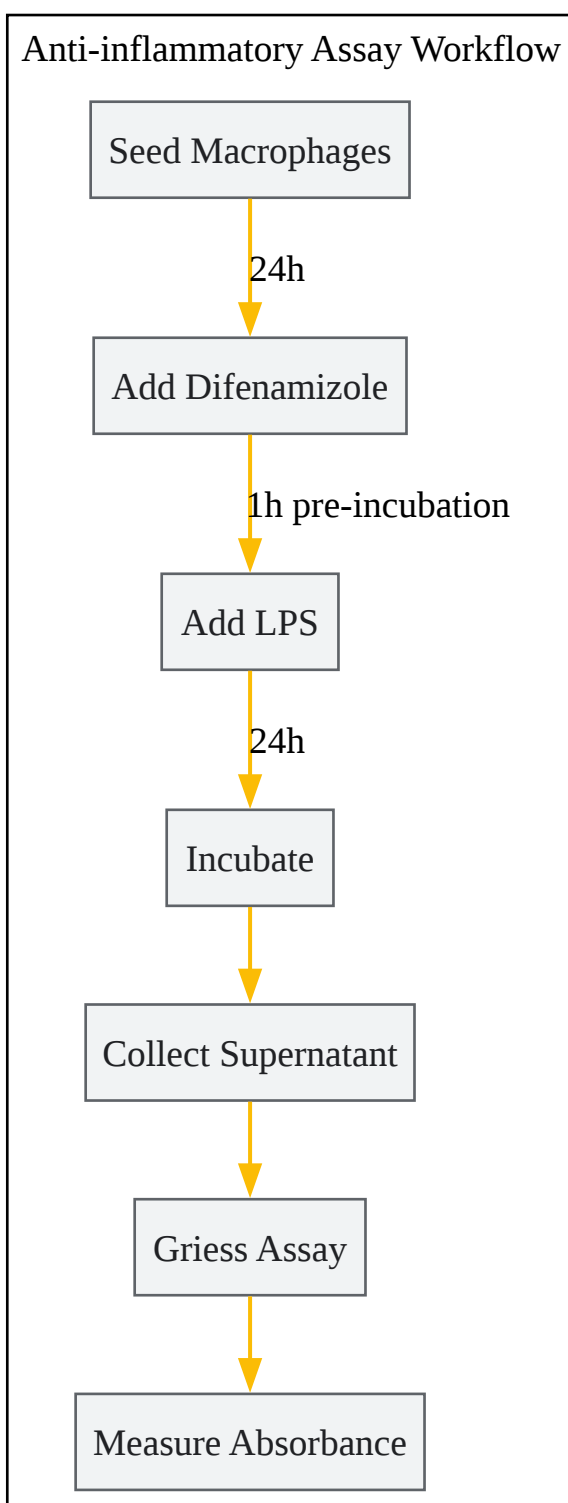 Anti-inflammatory Assay Workflow
Seed Macrophages
24h
Add Difenamizole
1h pre-incubation
Add LPS
24h
Incubate
Collect Supernatant
Griess Assay
Measure Absorbance